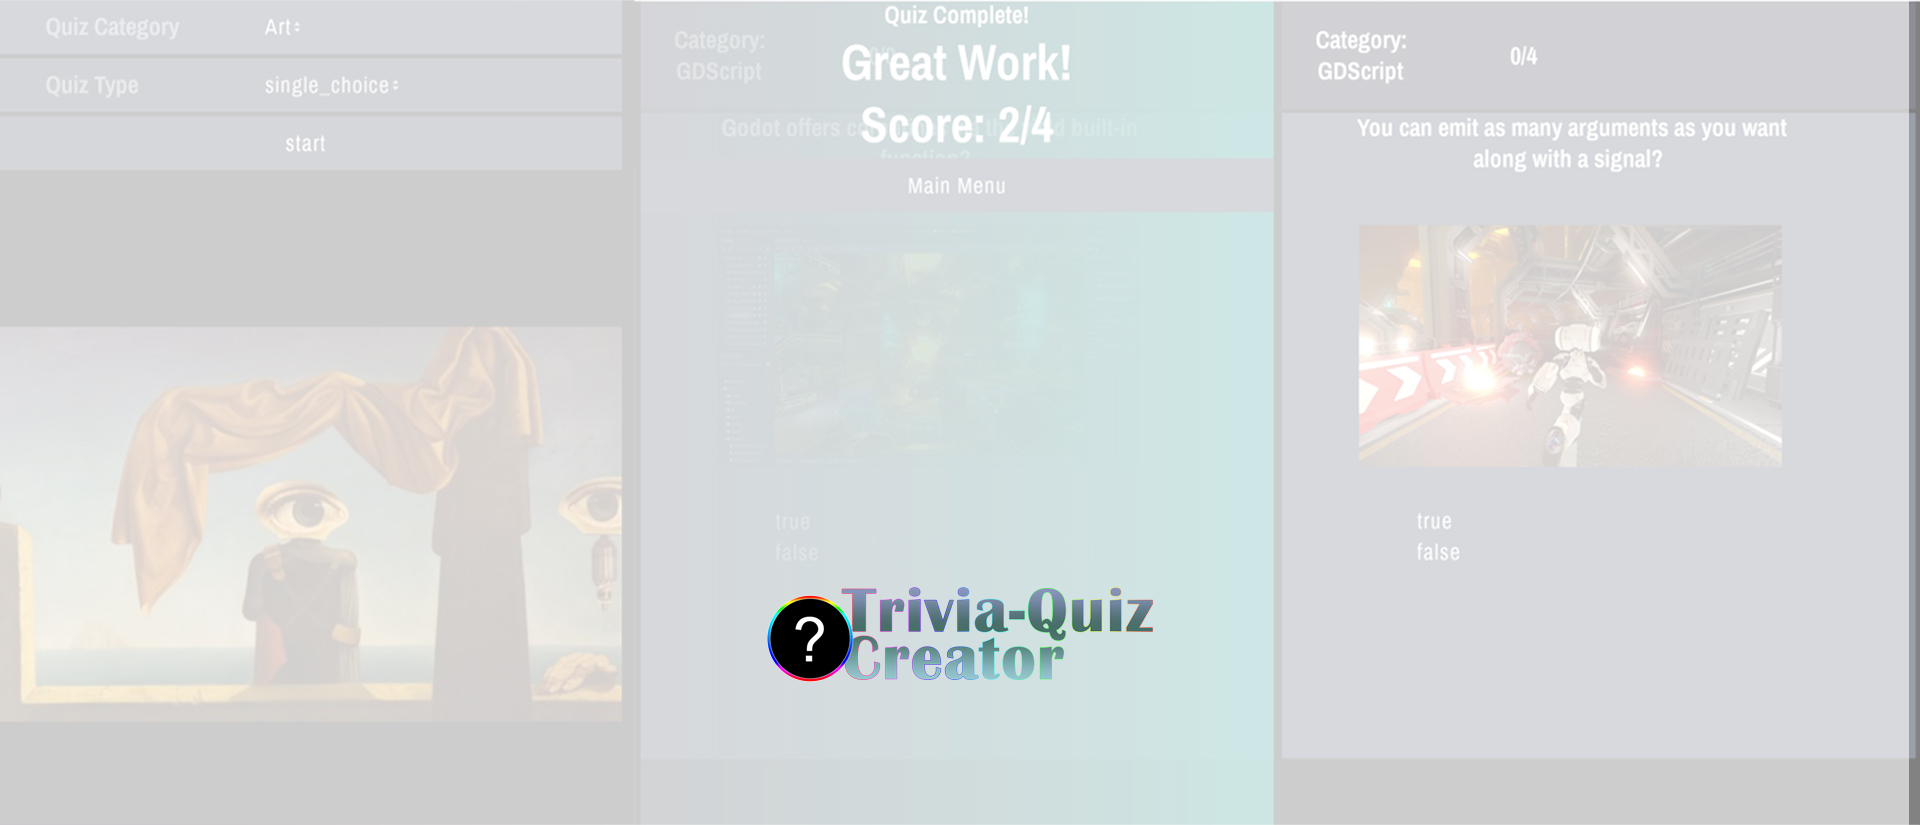 Quiz Category
Art
Quiz Type
single_choice
start
Quiz Complete!
Great Work!
Score: 2/4
Category:
GDScript
Godot offers
built-in
function?
Main Menu
true
false
? Trivia-Quiz
Creator
Category:
GDScript
0/4
You can emit as many arguments as you want
along with a signal?
true
false